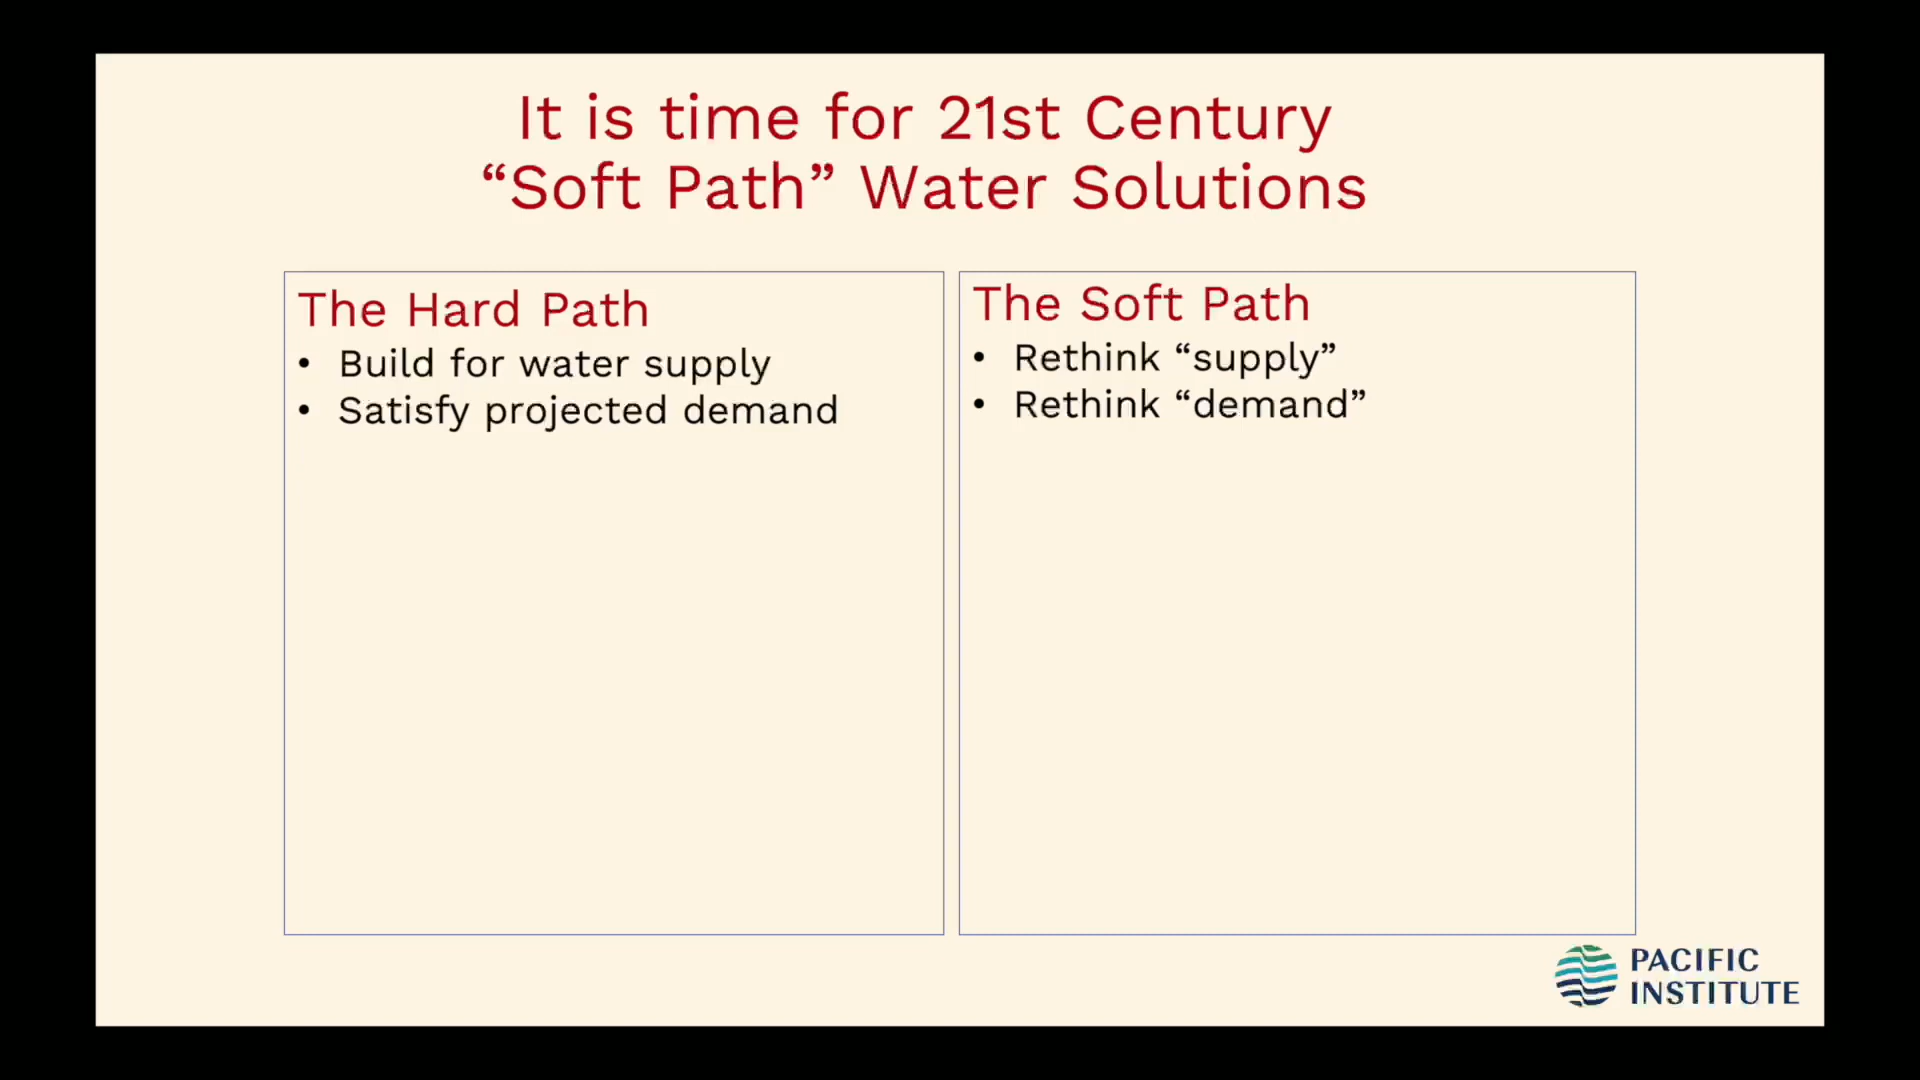 It is time for 21st Century
“Soft Path” Water Solutions
The Hard Path
• Build for water supply
• Satisfy projected demand
The Soft Path
• Rethink “supply”
• Rethink “demand”
PACIFIC
INSTITUTE